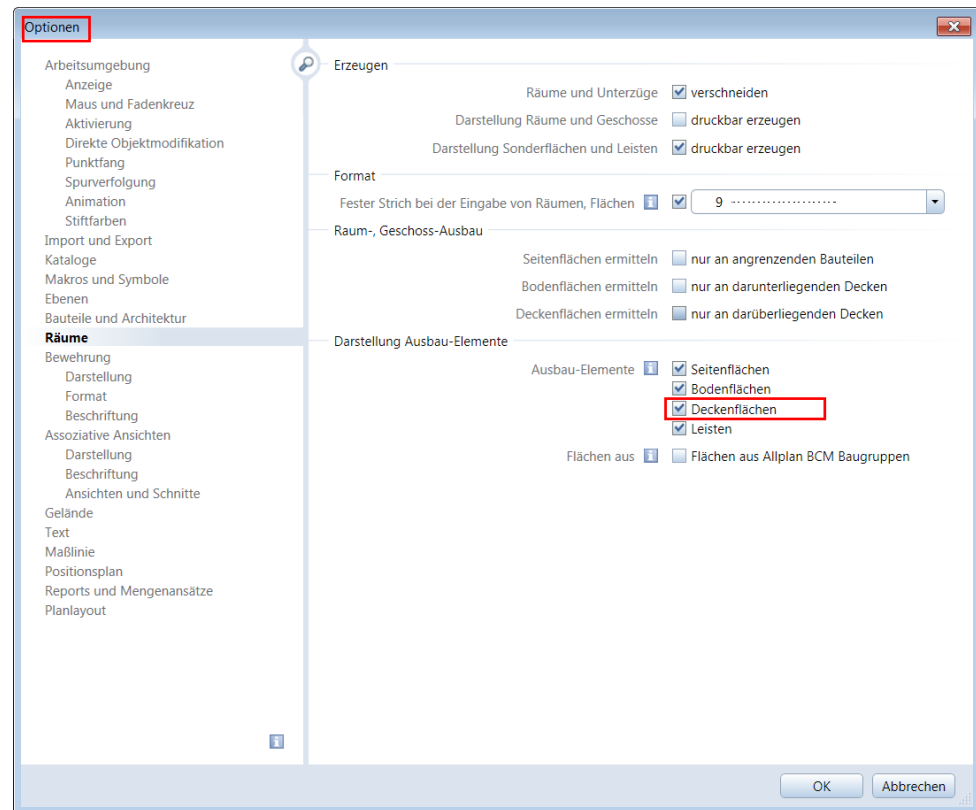 Optionen
Arbeitsumgebung
Anzeige
Maus und Fadenkreuz
Aktivierung
Direkte Objektmodifikation
Punktfang
Spurverfolgung
Animation
Stiftfarben
Import und Export
Kataloge
Makros und Symbole
Ebenen
Bauteile und Architektur
Räume
Bewehrung
Darstellung
Format
Beschriftung
Assoziative Ansichten
Darstellung
Beschriftung
Ansichten und Schnitte
Gelände
Text
Maßlinie
Positionsplan
Reports und Mengenansätze
Planlayout
Erzeugen
Räume und Unterzüge verschneiden
Darstellung Räume und Geschosse druckbar erzeugen
Darstellung Sonderflächen und Leisten druckbar erzeugen
Format
Fester Strich bei der Eingabe von Räumen, Flächen 9
Raum-, Geschoss-Ausbau
Seitenflächen ermitteln nur an angrenzenden Bauteilen
Bodenflächen ermitteln nur an darunterliegenden Decken
Deckenflächen ermitteln nur an darüberliegenden Decken
Darstellung Ausbau-Elemente
Ausbau-Elemente Seitenflächen
Bodenflächen
Deckenflächen
Leisten
Flächen aus Flächen aus Allplan BCM Baugruppen
OK Abbrechen